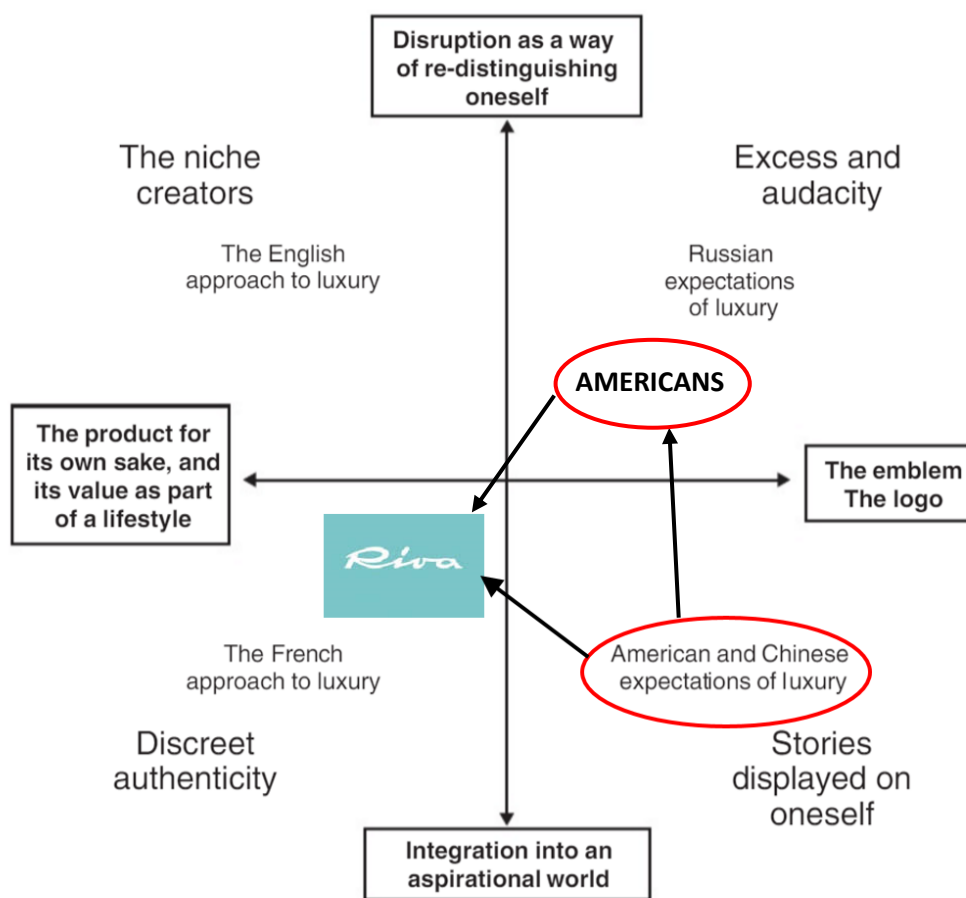 Disruption as a way
of re-distinguishing
oneself
The niche
creators
Excess and
audacity
The English
approach to luxury
Russian
expectations
of luxury
AMERICANS
The product for
its own sake, and
its value as part
of a lifestyle
The emblem
The logo
Riva
The French
approach to luxury
American and Chinese
expectations of luxury
Discreet
authenticity
Stories
displayed on
oneself
Integration into an
aspirational world